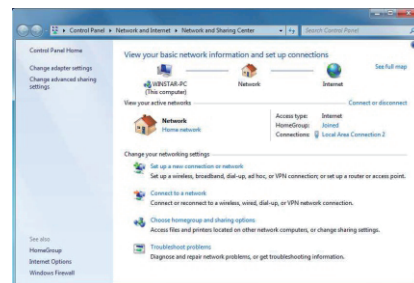 Control Panel ▸ Network and Internet ▸ Network and Sharing Center
Search Control Panel
Control Panel Home
Change adapter settings
Change advanced sharing
settings
View your basic network information and set up connections
See full map
WINSTAR-PC
(This computer)
Network
Internet
View your active networks
Connect or disconnect
Network
Home network
Access type: Internet
HomeGroup: Joined
Connections: Local Area Connection 2
Change your networking settings
Set up a new connection or network
Set up a wireless, broadband, dial-up, ad hoc, or VPN connection; or set up a router or access point.
Connect to a network
Connect or reconnect to a wireless, wired, dial-up, or VPN network connection.
Choose homegroup and sharing options
Access files and printers located on other network computers, or change sharing settings.
Troubleshoot problems
Diagnose and repair network problems, or get troubleshooting information.
See also
HomeGroup
Internet Options
Windows Firewall